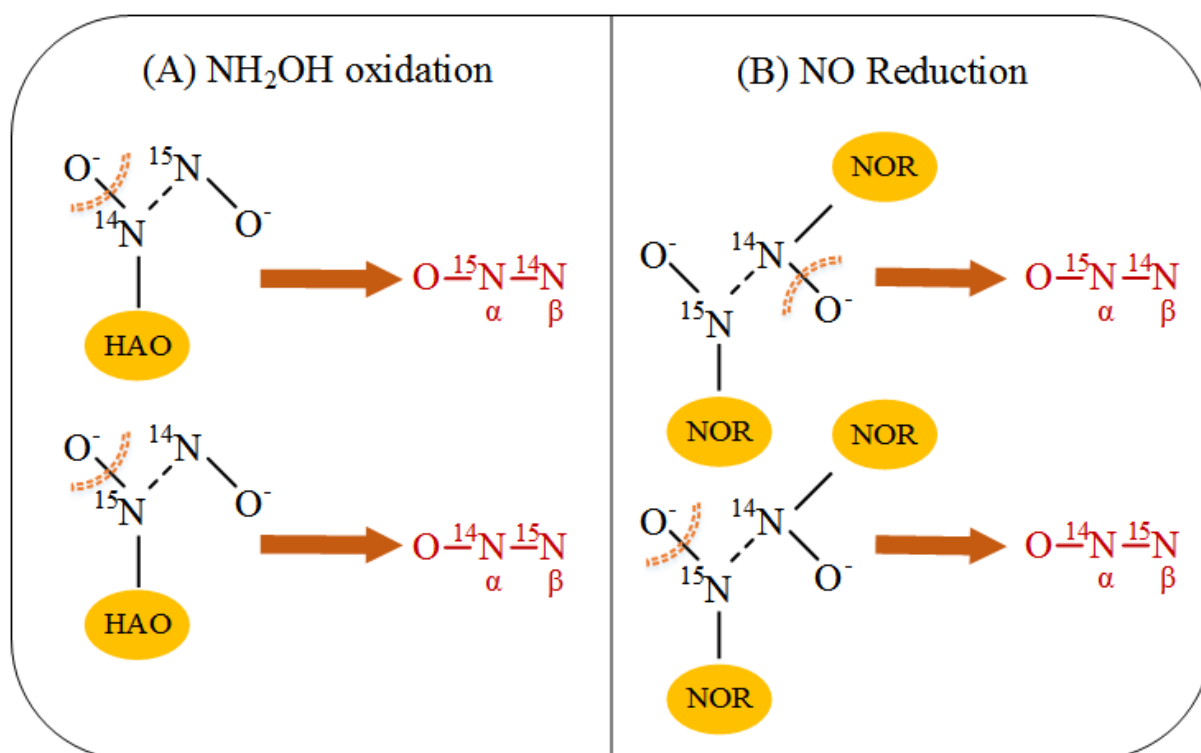 (A) NH₂OH oxidation
O⁻ ¹⁵N
¹⁴N O⁻
HAO
O ¹⁵N ¹⁴N
α β
O⁻ ¹⁴N
¹⁵N O⁻
HAO
O ¹⁴N ¹⁵N
α β
(B) NO Reduction
NOR
O⁻ ¹⁴N
¹⁵N O⁻
NOR
O ¹⁵N ¹⁴N
α β
NOR
O⁻ ¹⁴N
¹⁵N O⁻
NOR
O ¹⁴N ¹⁵N
α β